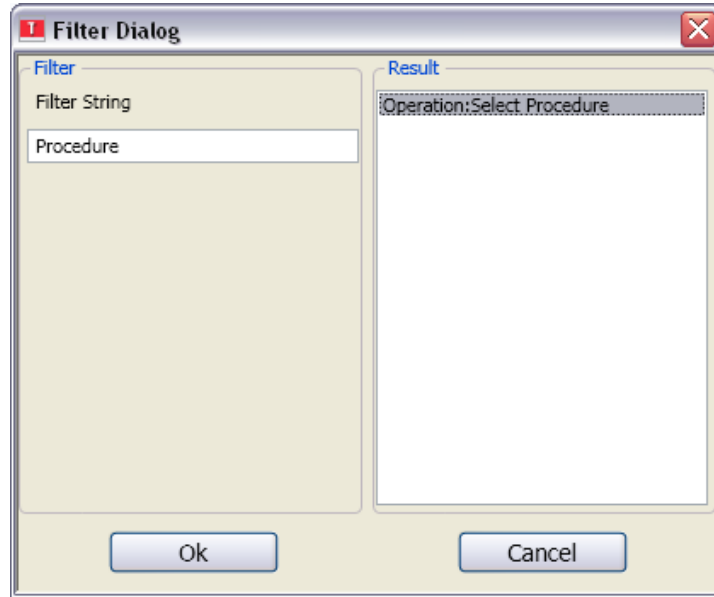 T Filter Dialog
Filter
Filter String
Procedure
Result
Operation:Select Procedure
Ok
Cancel